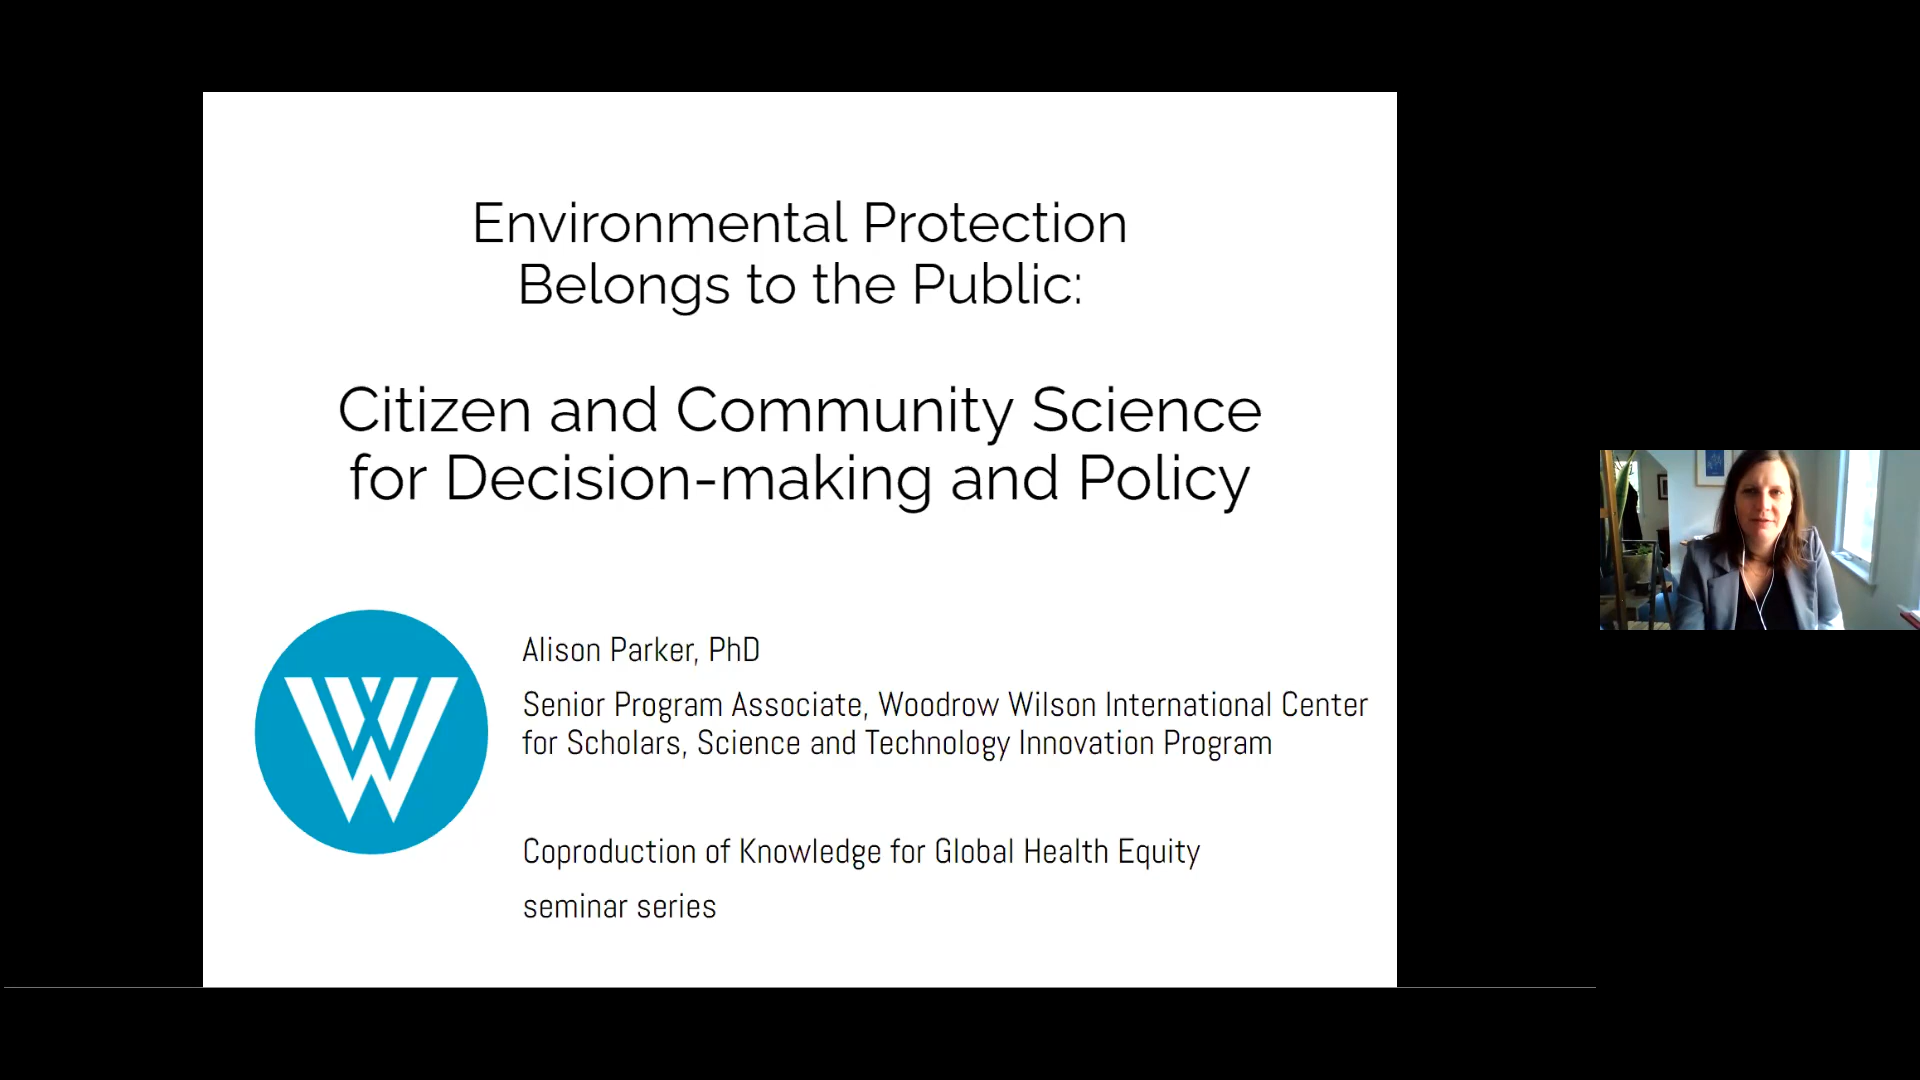 Environmental Protection
Belongs to the Public:
Citizen and Community Science
for Decision-making and Policy
Alison Parker, PhD
Senior Program Associate, Woodrow Wilson International Center
for Scholars, Science and Technology Innovation Program
Coproduction of Knowledge for Global Health Equity
seminar series